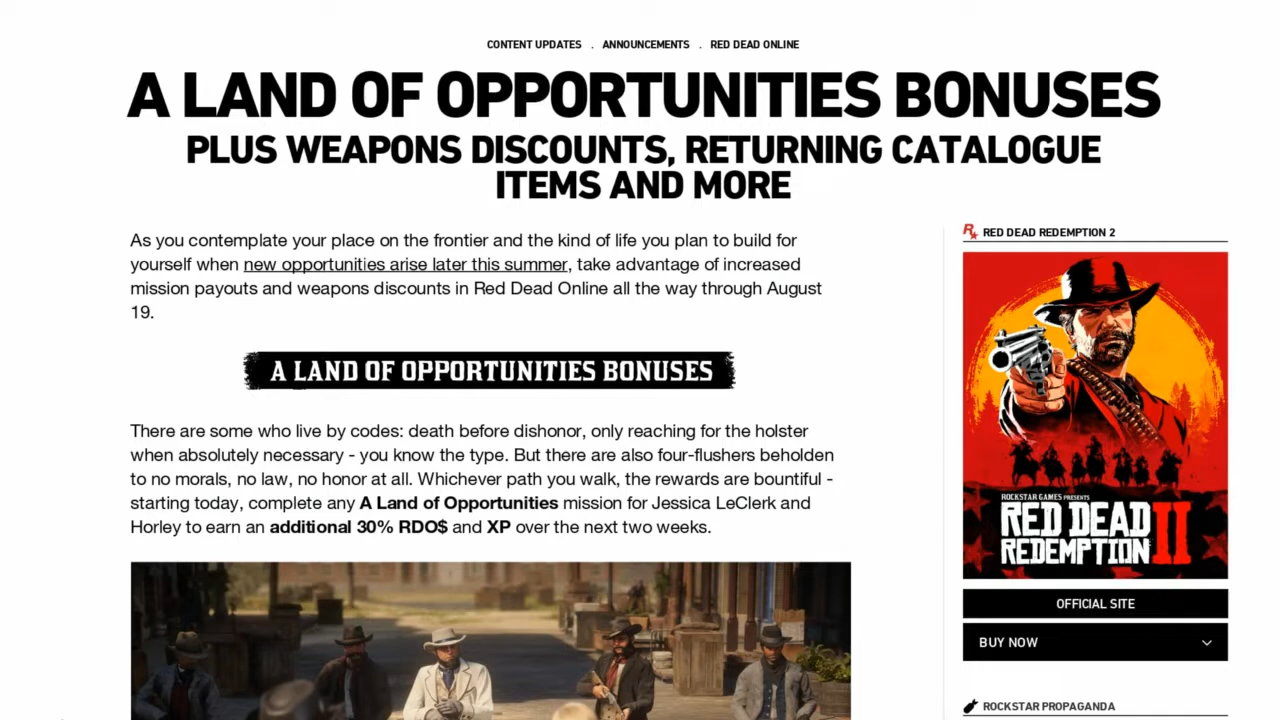 CONTENT UPDATES . ANNOUNCEMENTS . RED DEAD ONLINE
A LAND OF OPPORTUNITIES BONUSES
PLUS WEAPONS DISCOUNTS, RETURNING CATALOGUE
ITEMS AND MORE
As you contemplate your place on the frontier and the kind of life you plan to build for
yourself when new opportunities arise later this summer, take advantage of increased
mission payouts and weapons discounts in Red Dead Online all the way through August
19.
A LAND OF OPPORTUNITIES BONUSES
There are some who live by codes: death before dishonor, only reaching for the holster
when absolutely necessary - you know the type. But there are also four-flushers beholden
to no morals, no law, no honor at all. Whichever path you walk, the rewards are bountiful -
starting today, complete any A Land of Opportunities mission for Jessica LeClerk and
Horley to earn an additional 30% RDO$ and XP over the next two weeks.
R★ RED DEAD REDEMPTION 2
ROCKSTAR GAMES PRESENTS
RED DEAD
REDEMPTION II
OFFICIAL SITE
BUY NOW
ROCKSTAR PROPAGANDA